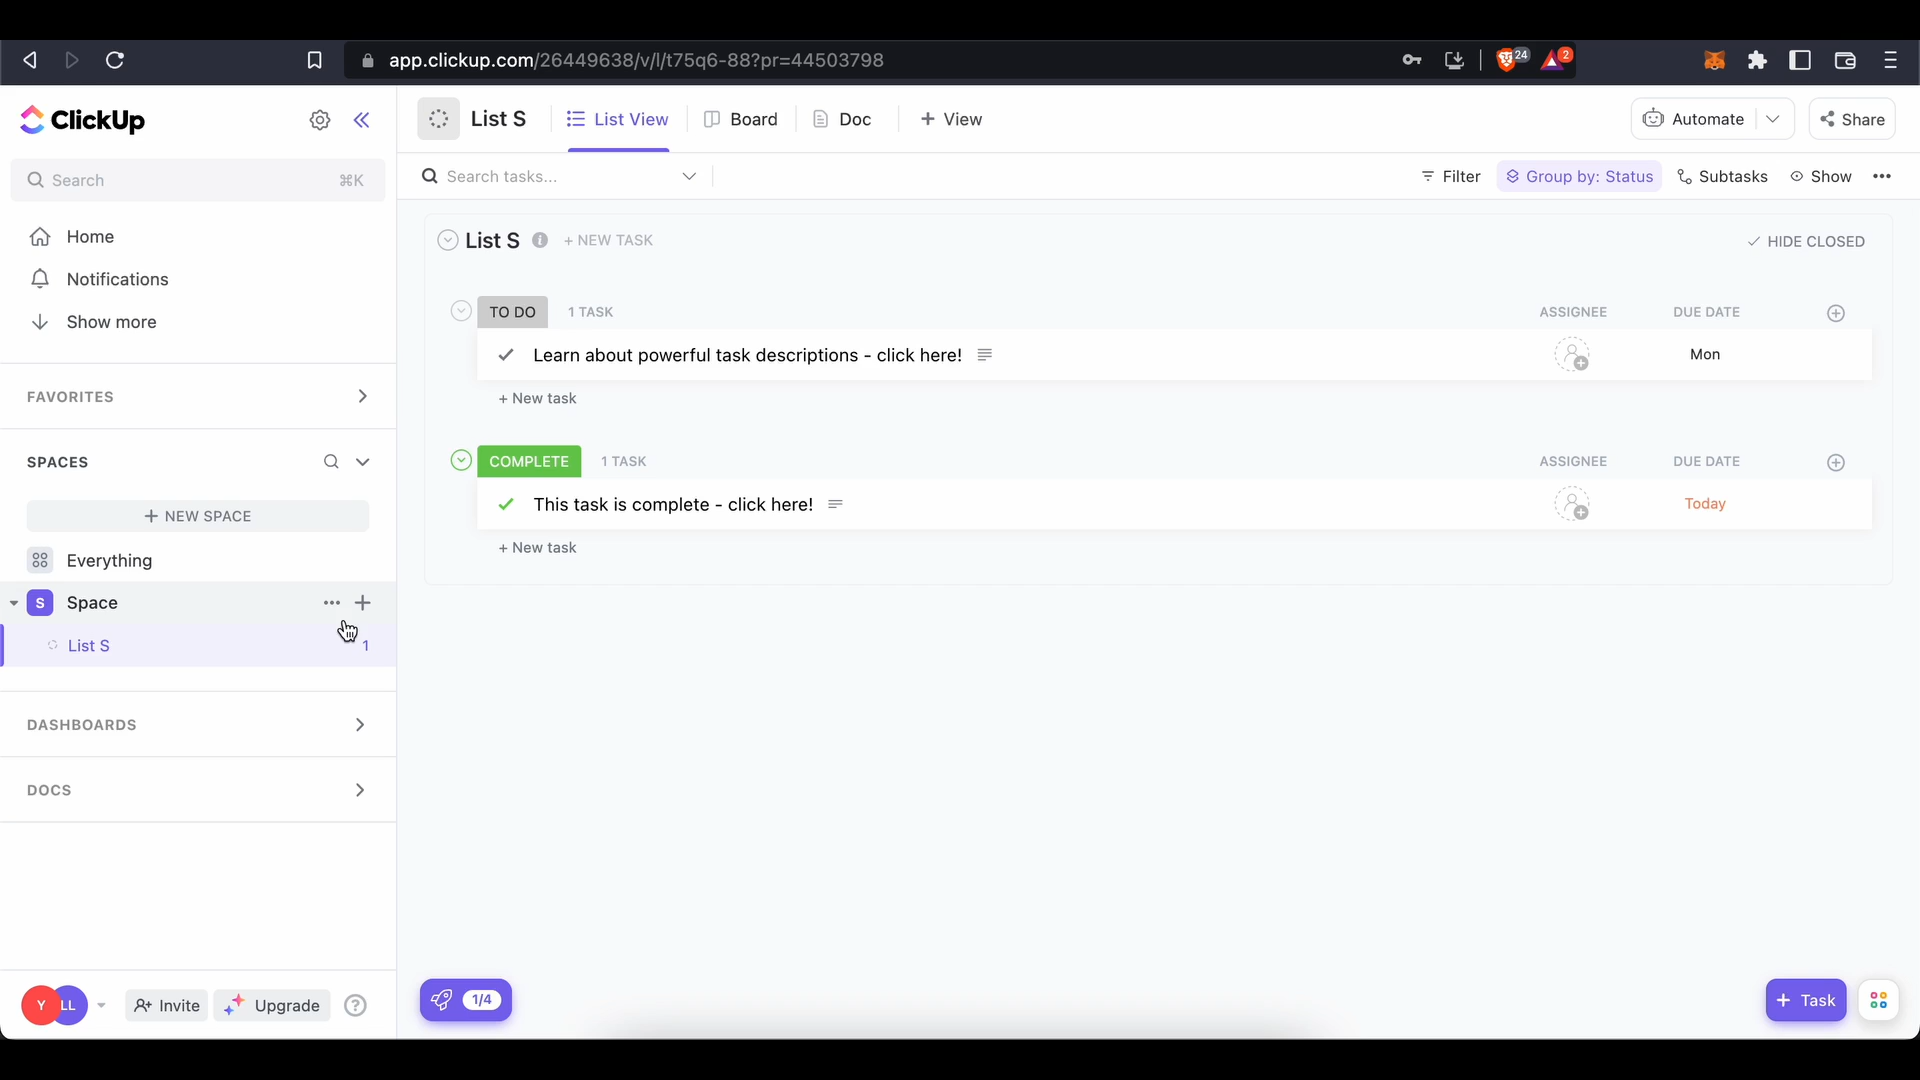 app.clickup.com/26449638/v/l/t75q6-88?pr=44503798
24
2
ClickUp
List S
List View
Board
Doc
+ View
Automate
Share
Search
⌘K
Search tasks...
Filter
Group by: Status
Subtasks
Show
Home
Notifications
Show more
List S
+ NEW TASK
HIDE CLOSED
TO DO
1 TASK
ASSIGNEE
DUE DATE
Learn about powerful task descriptions - click here!
Mon
+ New task
COMPLETE
1 TASK
ASSIGNEE
DUE DATE
This task is complete - click here!
Today
+ New task
FAVORITES
SPACES
+ NEW SPACE
Everything
S
Space
List S
1
DASHBOARDS
DOCS
Y
LL
Invite
Upgrade
?
1/4
+ Task